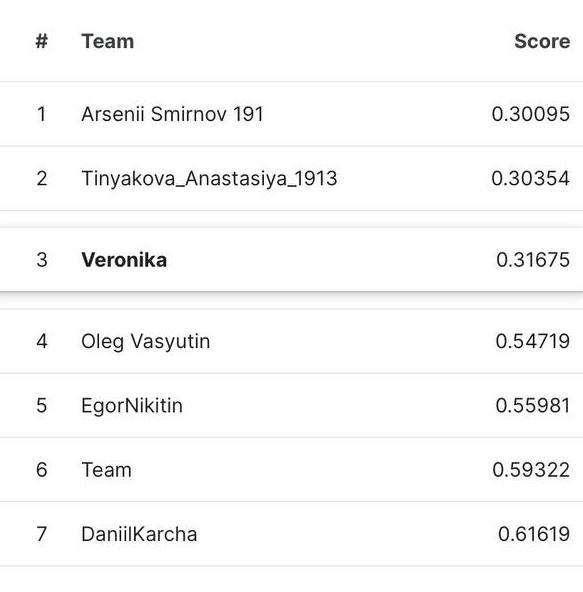 # Team Score
1 Arsenii Smirnov 191 0.30095
2 Tinyakova_Anastasiya_1913 0.30354
3 Veronika 0.31675
4 Oleg Vasyutin 0.54719
5 EgorNikitin 0.55981
6 Team 0.59322
7 DaniilKarcha 0.61619